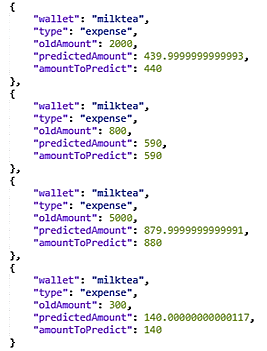 {
"wallet": "milktea",
"type": "expense",
"oldAmount": 2000,
"predictedAmount": 439.9999999999993,
"amountToPredict": 440
},
{
"wallet": "milktea",
"type": "expense",
"oldAmount": 800,
"predictedAmount": 590,
"amountToPredict": 590
},
{
"wallet": "milktea",
"type": "expense",
"oldAmount": 5000,
"predictedAmount": 879.9999999999991,
"amountToPredict": 880
},
{
"wallet": "milktea",
"type": "expense",
"oldAmount": 300,
"predictedAmount": 140.00000000000117,
"amountToPredict": 140
}